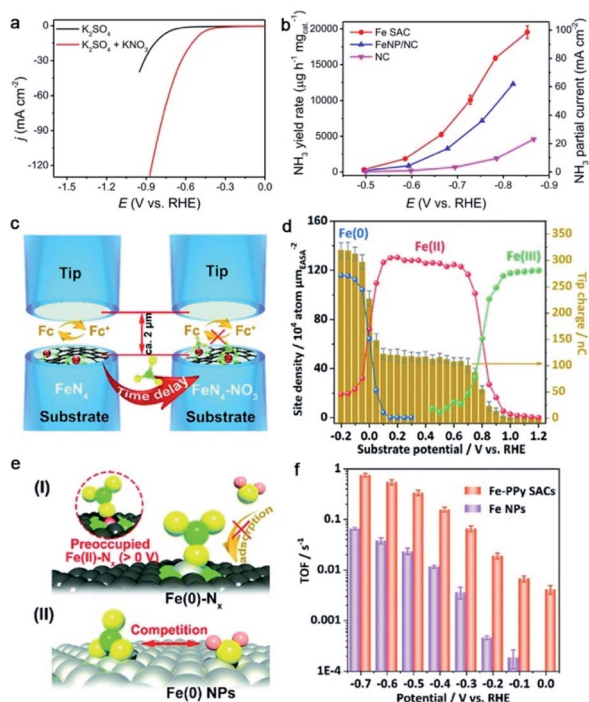 a
K₂SO₄
K₂SO₄ + KNO₃
0
-30
-60
-90
-120
j (mA cm⁻²)
-1.5 -1.2 -0.9 -0.6 -0.3 0.0
E (V vs. RHE)
b
Fe SAC
FeNP/NC
NC
20000
15000
10000
5000
0
NH₃ yield rate (μg h⁻¹ mg_cat.⁻¹)
100
80
60
40
20
0
NH₃ partial current (mA cm⁻²)
-0.5 -0.6 -0.7 -0.8 -0.9
E (V vs. RHE)
c
Tip Tip
Fc Fc⁺ Fc Fc⁺
ca. 2 μm
FeN₄ FeN₄-NO₃
Time delay
Substrate Substrate
d
Fe(0) Fe(II) Fe(III)
160
120
80
40
0
Site density / 10⁴ atom μm_EASA⁻²
350
300
250
200
150
100
50
0
Tip charge / nC
-0.2 0.0 0.2 0.4 0.6 0.8 1.0 1.2
Substrate potential / V vs. RHE
e
(I)
Preoccupied
Fe(II)-Nₓ (> 0 V)
adsorption
Fe(0)-Nₓ
(II)
Competition
Fe(0) NPs
f
Fe-PPy SACs
Fe NPs
1
0.1
0.01
0.001
1E-4
TOF / s⁻¹
-0.7 -0.6 -0.5 -0.4 -0.3 -0.2 -0.1 0.0
Potential / V vs. RHE